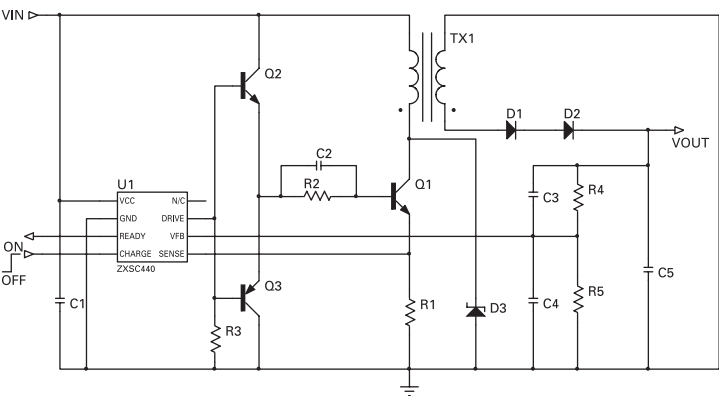 VIN
TX1
Q2
D1
D2
VOUT
C2
U1
R2
Q1
VCC
N/C
C3
R4
GND
DRIVE
READY
VFB
ON
CHARGE
SENSE
OFF
ZXSC440
C5
Q3
C1
R1
D3
C4
R5
R3